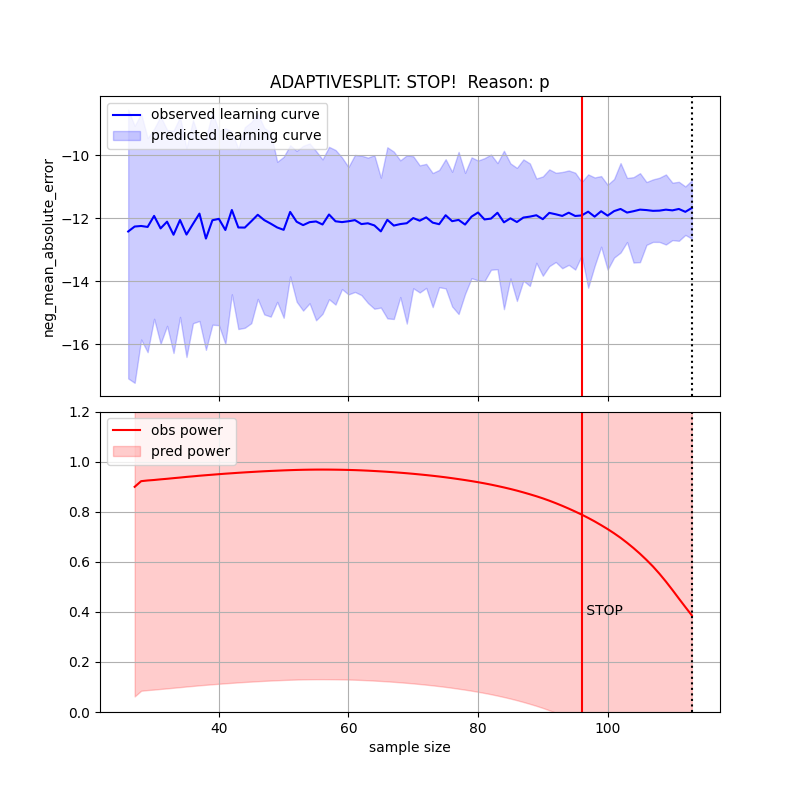 ADAPTIVESPLIT: STOP!  Reason: p
observed learning curve
predicted learning curve
neg_mean_absolute_error
−10
−12
−14
−16
obs power
pred power
STOP
1.2
1.0
0.8
0.6
0.4
0.2
0.0
40
60
80
100
sample size